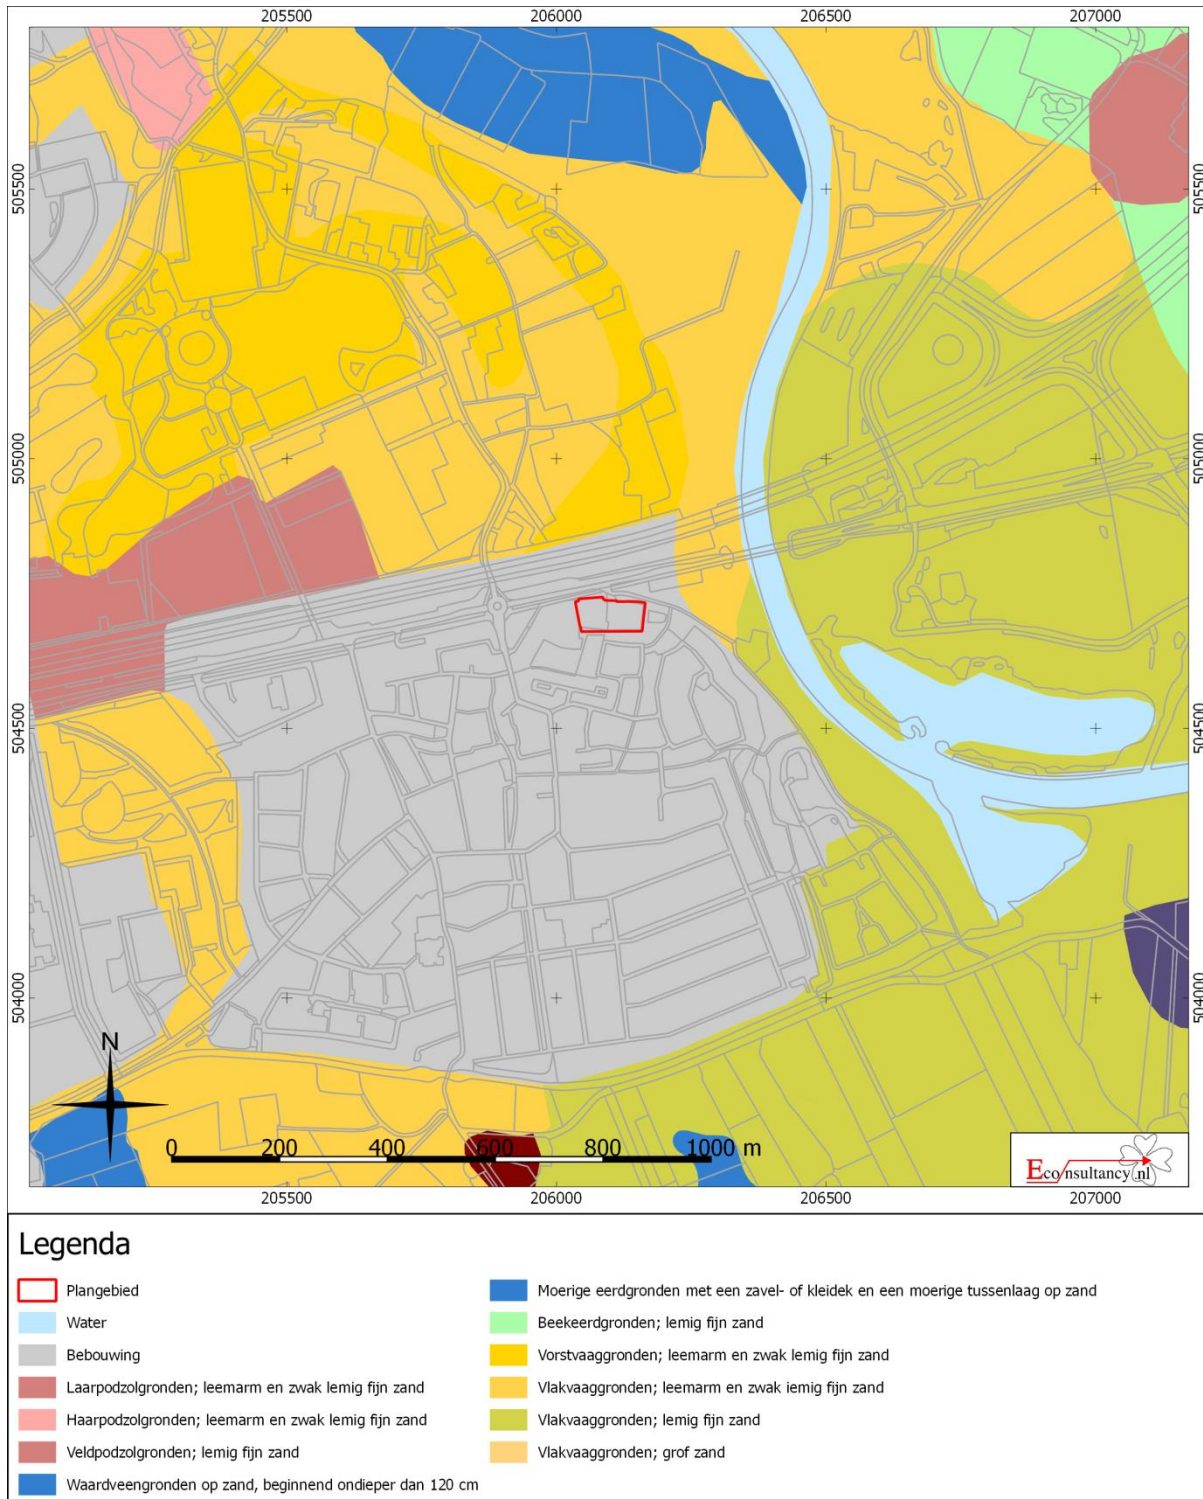 205500 206000 206500 207000
505500 505500
505000 505000
504500 504500
504000 504000
N
0 200 400 600 800 1000 m
Econsultancy.nl
205500 206000 206500 207000
Legenda
Plangebied
Water
Bebouwing
Laarpodzolgronden; leemarm en zwak lemig fijn zand
Haarpodzolgronden; leemarm en zwak lemig fijn zand
Veldpodzolgronden; lemig fijn zand
Waardveengronden op zand, beginnend ondieper dan 120 cm
Moerige eerdgronden met een zavel- of kleidek en een moerige tussenlaag op zand
Beekeerdgronden; lemig fijn zand
Vorstvaaggronden; leemarm en zwak lemig fijn zand
Vlakvaaggronden; leemarm en zwak iemig fijn zand
Vlakvaaggronden; lemig fijn zand
Vlakvaaggronden; grof zand